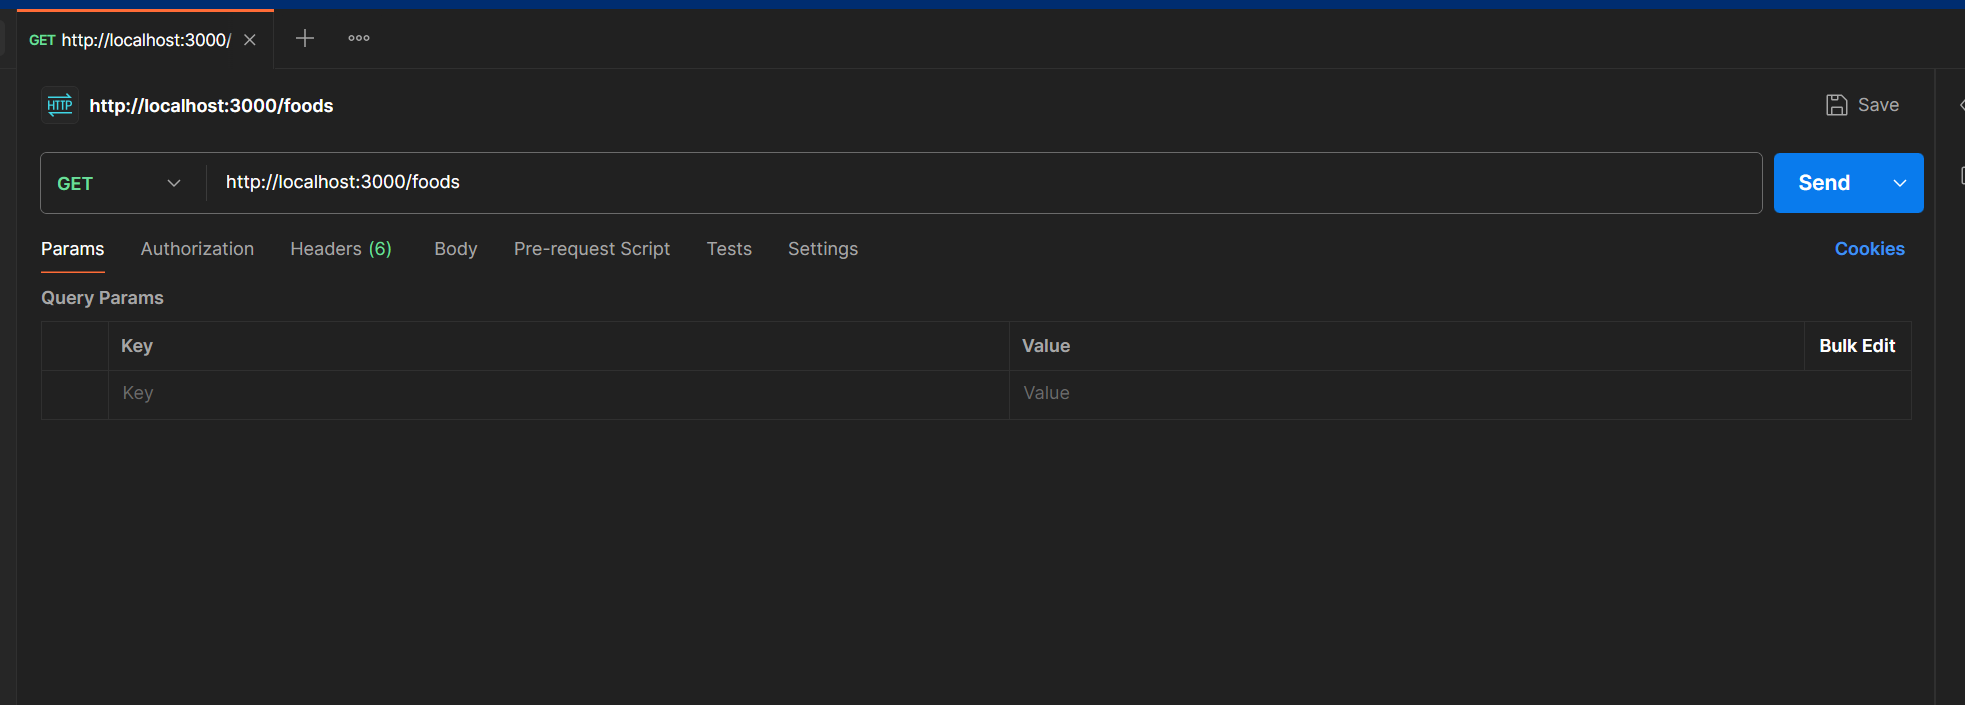 GET http://localhost:3000/
HTTP http://localhost:3000/foods
Save
GET http://localhost:3000/foods Send
Params Authorization Headers (6) Body Pre-request Script Tests Settings Cookies
Query Params
Key Value Bulk Edit
Key Value